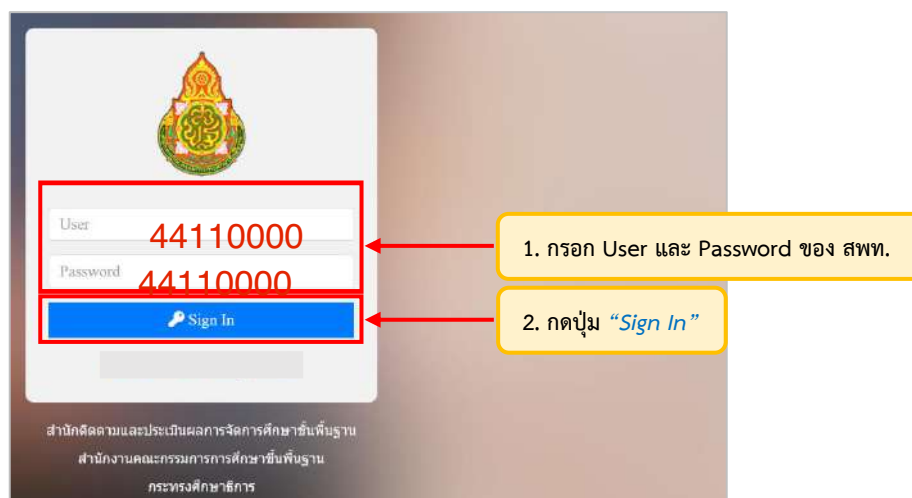 User
44110000
Password
44110000
Sign In
1. กรอก User และ Password ของ สพท.
2. กดปุ่ม “Sign In”
สำนักติดตามและประเมินผลการจัดการศึกษาขั้นพื้นฐาน
สำนักงานคณะกรรมการการศึกษาขั้นพื้นฐาน
กระทรวงศึกษาธิการ